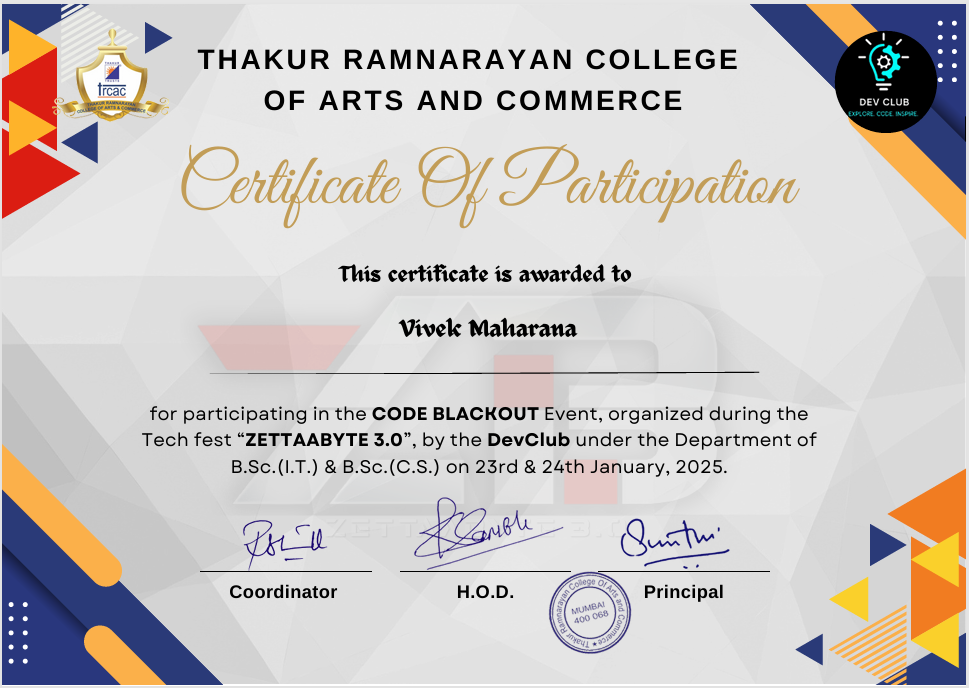 THAKUR RAMNARAYAN COLLEGE
OF ARTS AND COMMERCE
trcac
THAKUR RAMNARAYAN
COLLEGE OF ARTS & COMMERCE
DEV CLUB
EXPLORE. CODE. INSPIRE.
Certificate Of Participation
This certificate is awarded to
Vivek Maharana
for participating in the CODE BLACKOUT Event, organized during the
Tech fest “ZETTAABYTE 3.0”, by the DevClub under the Department of
B.Sc.(I.T.) & B.Sc.(C.S.) on 23rd & 24th January, 2025.
Coordinator
H.O.D.
Principal
Thakur Ramnarayan College Of Arts and Commerce ★
MUMBAI
400 068